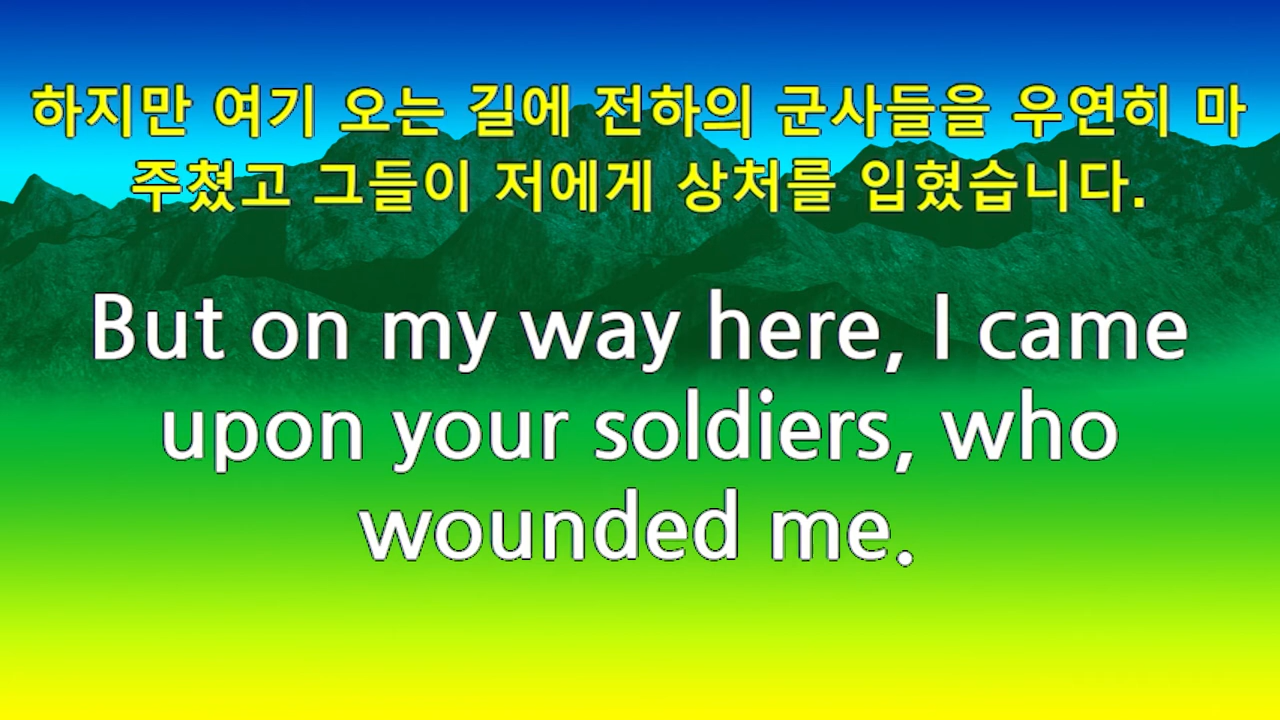 하지만 여기 오는 길에 전하의 군사들을 우연히 마
주쳤고 그들이 저에게 상처를 입혔습니다.
But on my way here, I came
upon your soldiers, who
wounded me.